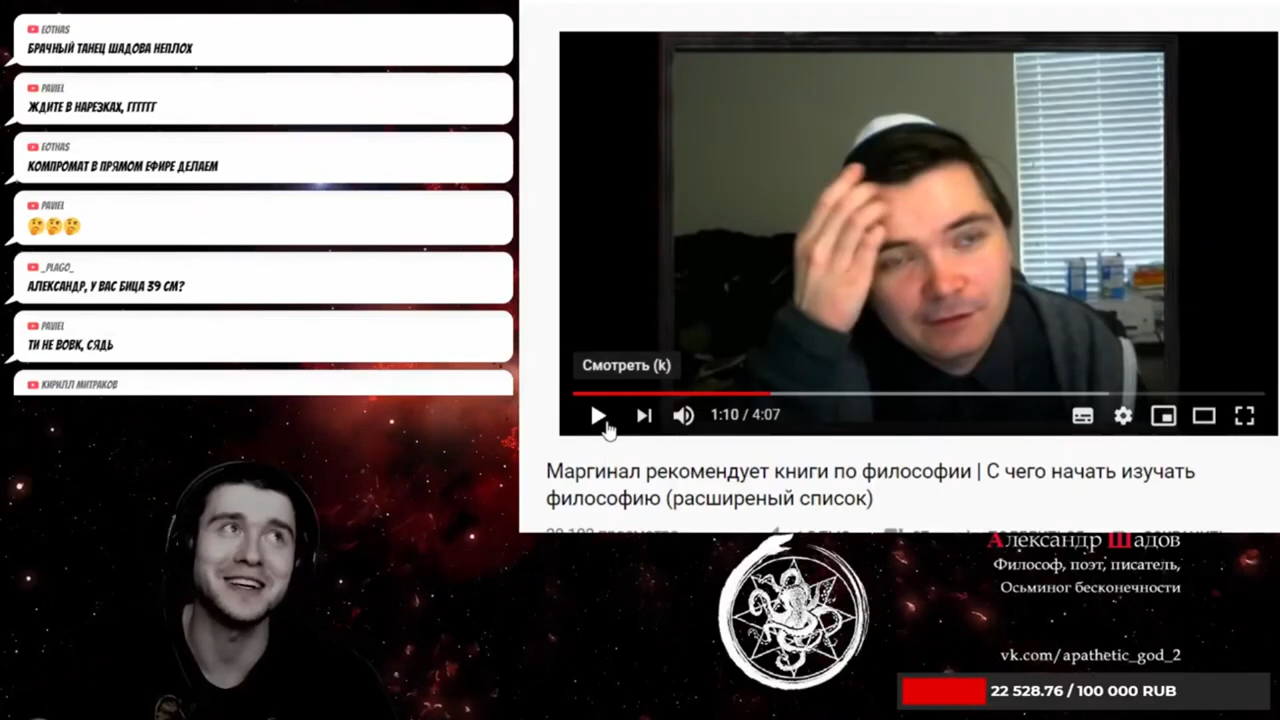 EOTHAS
БРАЧНЫЙ ТАНЕЦ ШАДОВА НЕПЛОХ
PAVIEL
ЖДИТЕ В НАРЕЗКАХ, ГГГГГГ
EOTHAS
КОМПРОМАТ В ПРЯМОМ ЕФИРЕ ДЕЛАЕМ
PAVIEL
_PLAGO_
АЛЕКСАНДР, У ВАС БИЦА 39 СМ?
PAVIEL
ТИ НЕ ВОВК, СЯДЬ
КИРИЛЛ МИТРАКОВ
Смотреть (k)
1:10 / 4:07
Маргинал рекомендует книги по философии | С чего начать изучать
философию (расширеный список)
Александр Шадов
Философ, поэт, писатель,
Осьминог бесконечности
vk.com/apathetic_god_2
22 528.76 / 100 000 RUB